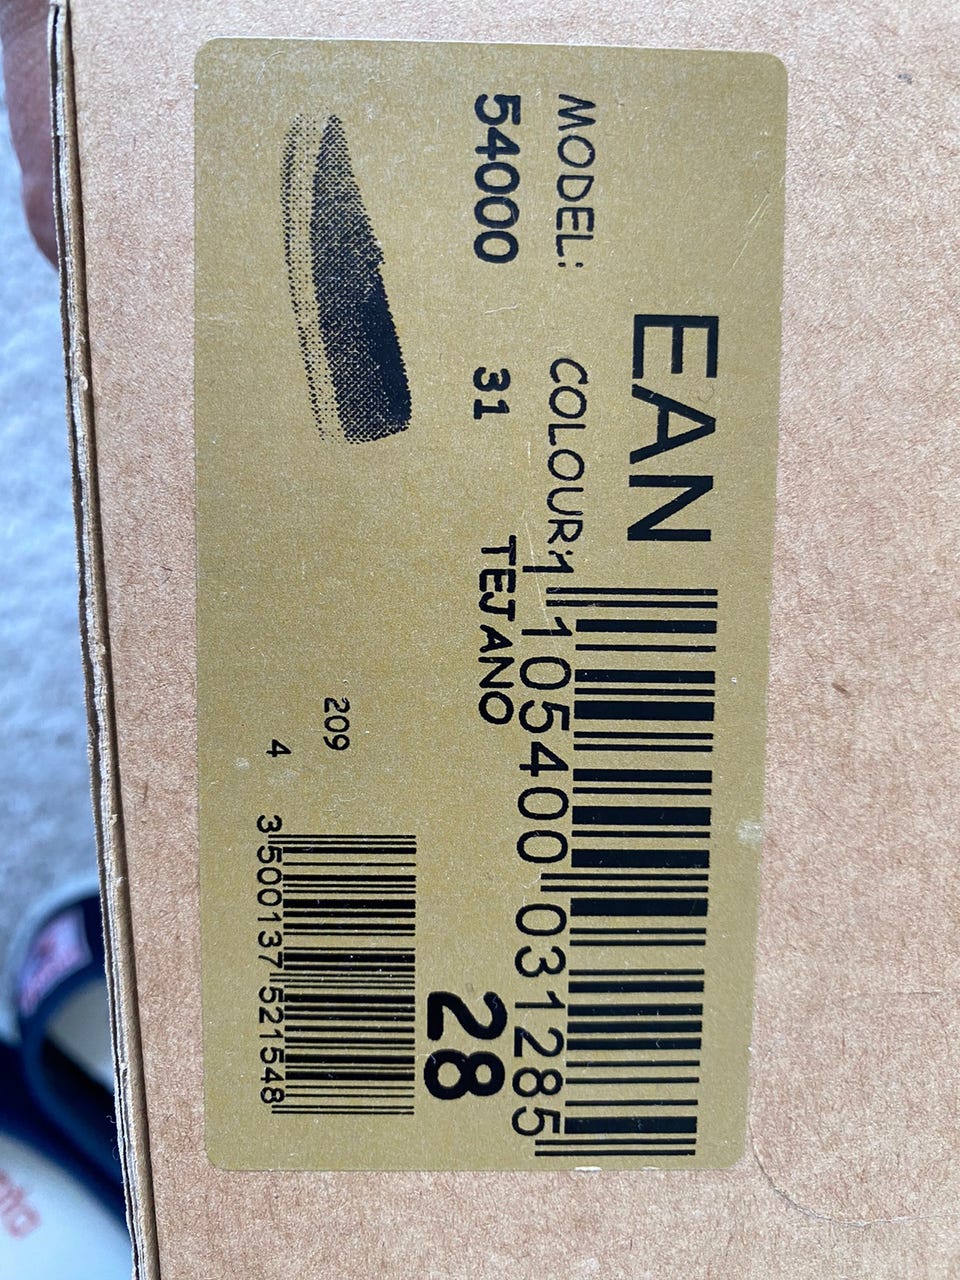 EAN
MODEL: COLOUR:
1 105400 031285
54000 31 TEJANO
28
209
4
3 500137 521548